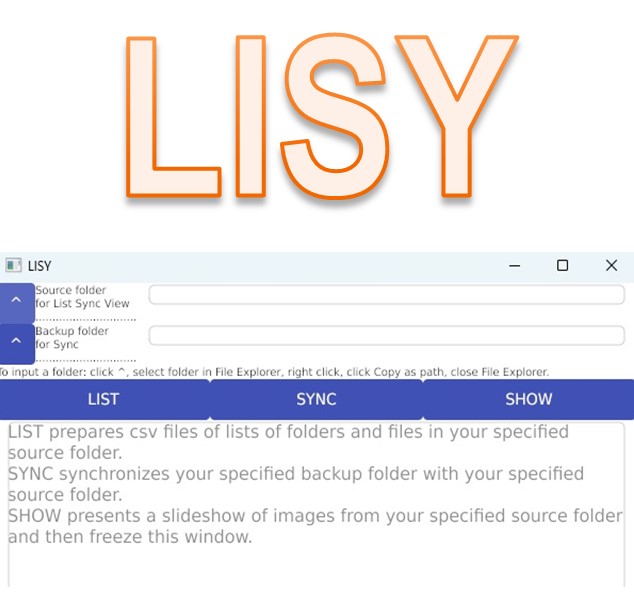 LISY
LISY
Source folder
for List Sync View
Backup folder
for Sync
To input a folder: click ^, select folder in File Explorer, right click, click Copy as path, close File Explorer.
LIST SYNC SHOW
LIST prepares csv files of lists of folders and files in your specified
source folder.
SYNC synchronizes your specified backup folder with your specified
source folder.
SHOW presents a slideshow of images from your specified source folder
and then freeze this window.